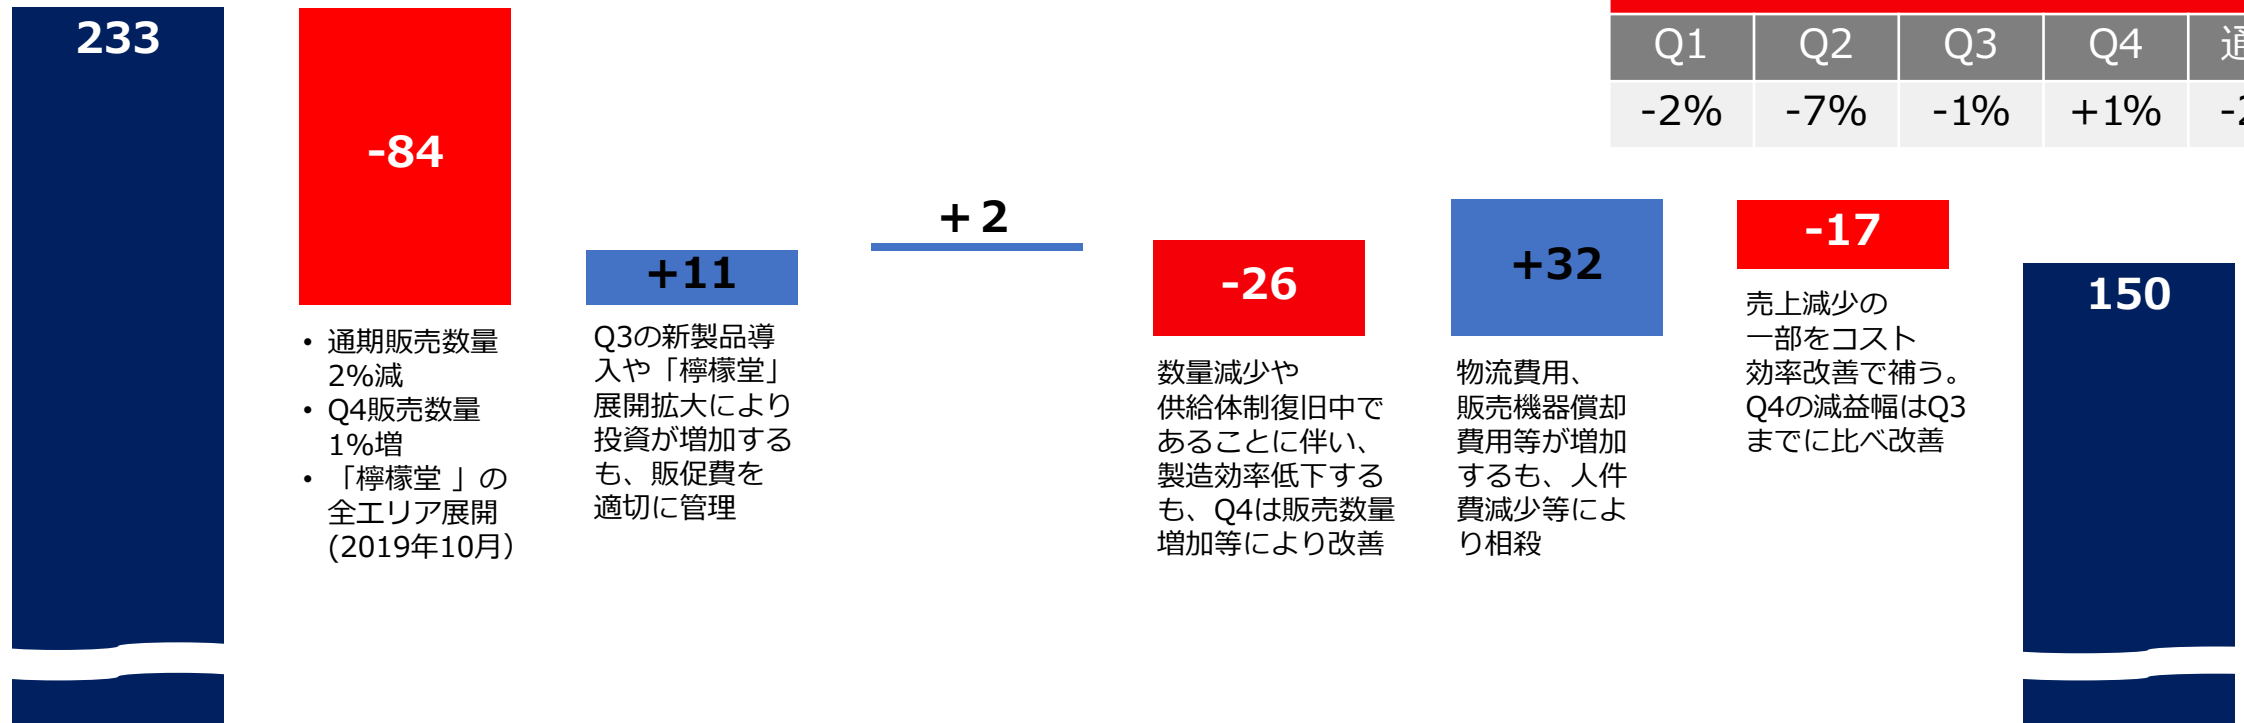 233
-84
• 通期販売数量
2%減
• Q4販売数量
1%増
• 「檸檬堂 」の
全エリア展開
(2019年10月）
+11
Q3の新製品導
入や「檸檬堂」
展開拡大により
投資が増加する
も、販促費を
適切に管理
＋２
-26
数量減少や
供給体制復旧中で
あることに伴い、
製造効率低下する
も、Q4は販売数量
増加等により改善
+32
物流費用、
販売機器償却
費用等が増加
するも、人件
費減少等によ
り相殺
-17
売上減少の
一部をコスト
効率改善で補う。
Q4の減益幅はQ3
までに比べ改善
150
Q1 Q2 Q3 Q4
-2% -7% -1% +1%